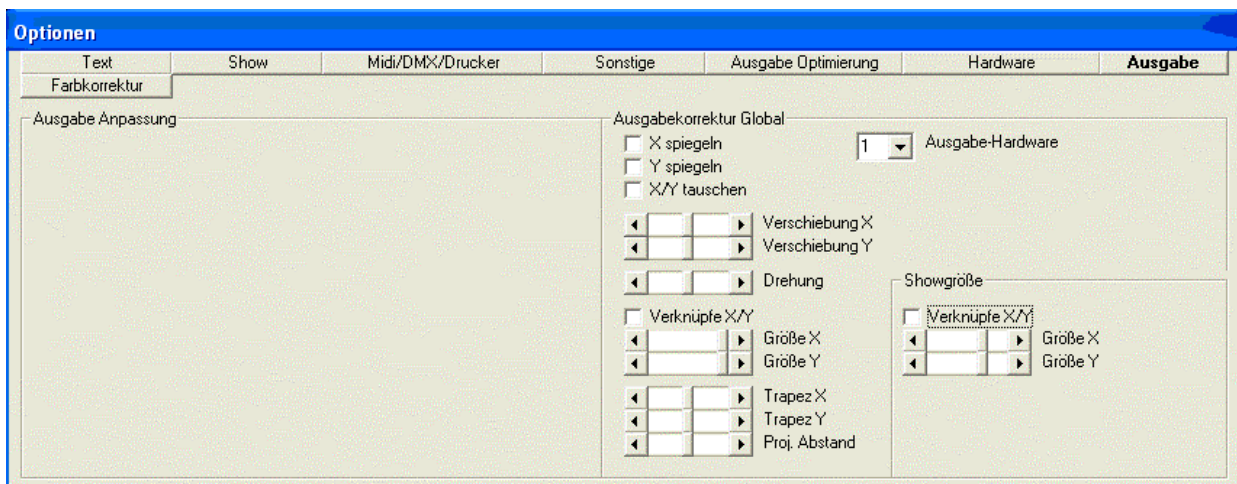 Optionen
Text Show Midi/DMX/Drucker Sonstige Ausgabe Optimierung Hardware Ausgabe
Farbkorrektur
Ausgabe Anpassung
Ausgabekorrektur Global
X spiegeln
1 Ausgabe-Hardware
Y spiegeln
X/Y tauschen
Verschiebung X
Verschiebung Y
Drehung
Verknüpfe X/Y
Größe X
Größe Y
Trapez X
Trapez Y
Proj. Abstand
Showgröße
Verknüpfe X/Y
Größe X
Größe Y